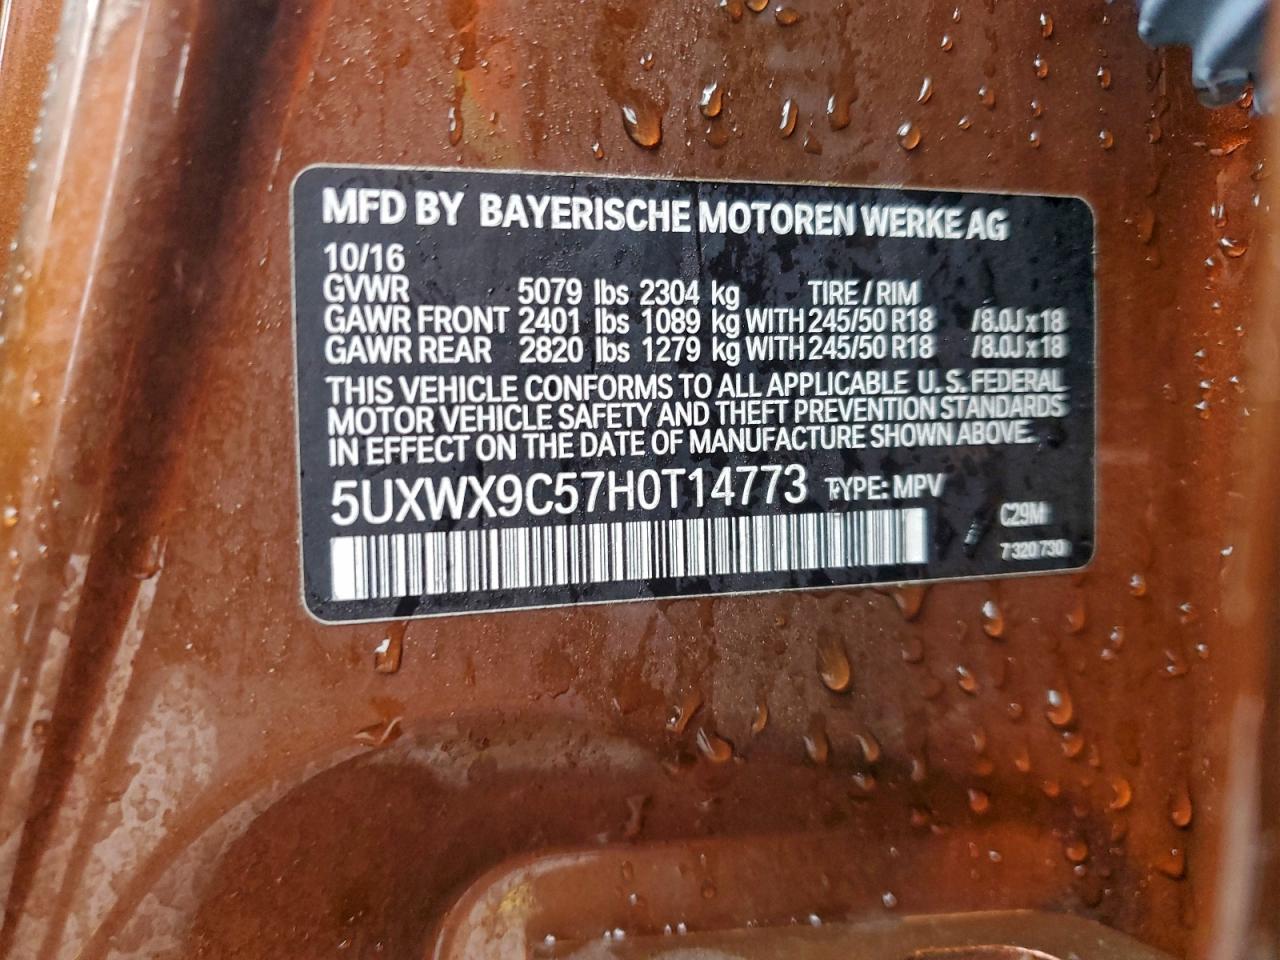 MFD BY BAYERISCHE MOTOREN WERKE AG
10/16
GVWR 5079 lbs 2304 kg TIRE / RIM
GAWR FRONT 2401 lbs 1089 kg WITH 245/50 R18 /8.0J x 18
GAWR REAR 2820 lbs 1279 kg WITH 245/50 R18 /8.0J x 18
THIS VEHICLE CONFORMS TO ALL APPLICABLE U.S. FEDERAL
MOTOR VEHICLE SAFETY AND THEFT PREVENTION STANDARDS
IN EFFECT ON THE DATE OF MANUFACTURE SHOWN ABOVE.
5UXWX9C57H0T14773 TYPE: MPV
C29M
7 320 730